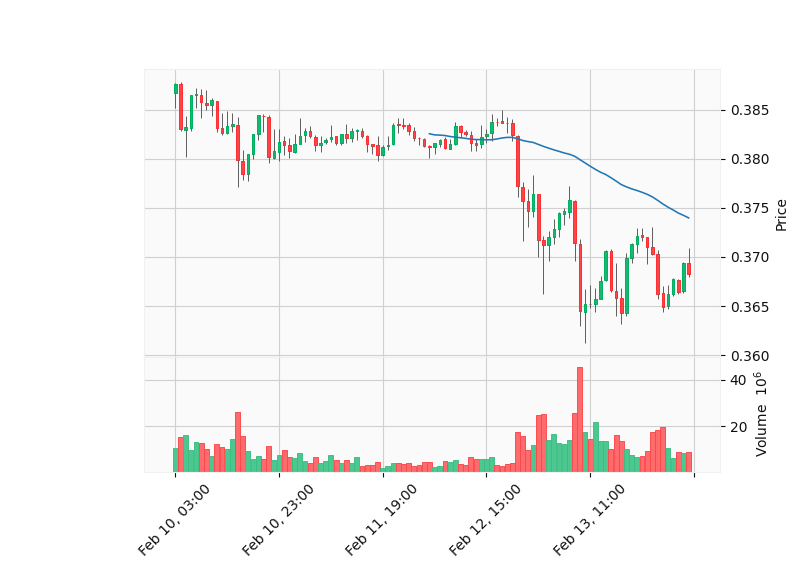 0.385
0.380
0.375
0.370
0.365
0.360
Price
40
20
Volume 10^6
Feb 10, 03:00
Feb 10, 23:00
Feb 11, 19:00
Feb 12, 15:00
Feb 13, 11:00